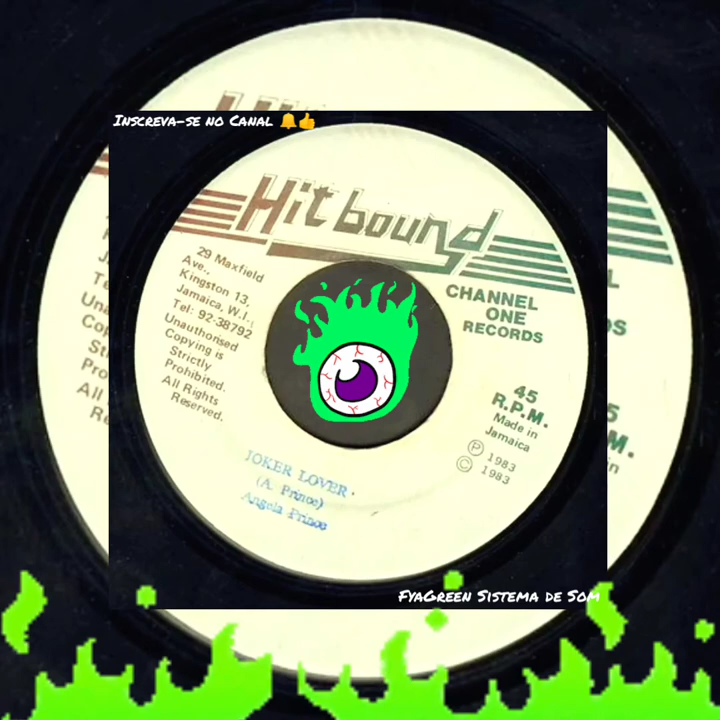 Inscreva-se no Canal 🔔👍
Hit bound
29 Maxfield
Ave.,
Kingston 13,
Jamaica, W.I.,
Tel: 92-38792
Unauthorised
Copying is
Strictly
Prohibited.
All Rights
Reserved.
CHANNEL
ONE
RECORDS
45
R.P.M.
Made in
Jamaica
Ⓟ 1983
© 1983
JOKER LOVER.
(A. Prince)
Angela Prince
FyaGreen Sistema de Som